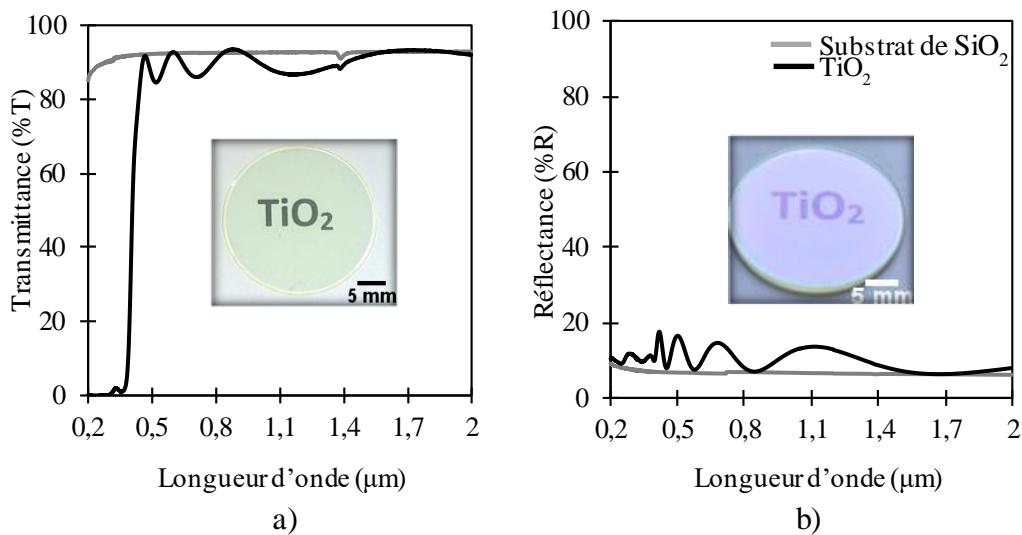 Transmittance (%T)
100
80
60
40
20
0
TiO₂
5 mm
0,2 0,5 0,8 1,1 1,4 1,7 2
Longueur d'onde (µm)
a)
Réflectance (%R)
100
80
60
40
20
0
Substrat de SiO₂
TiO₂
TiO₂
5 mm
0,2 0,5 0,8 1,1 1,4 1,7 2
Longueur d'onde (µm)
b)